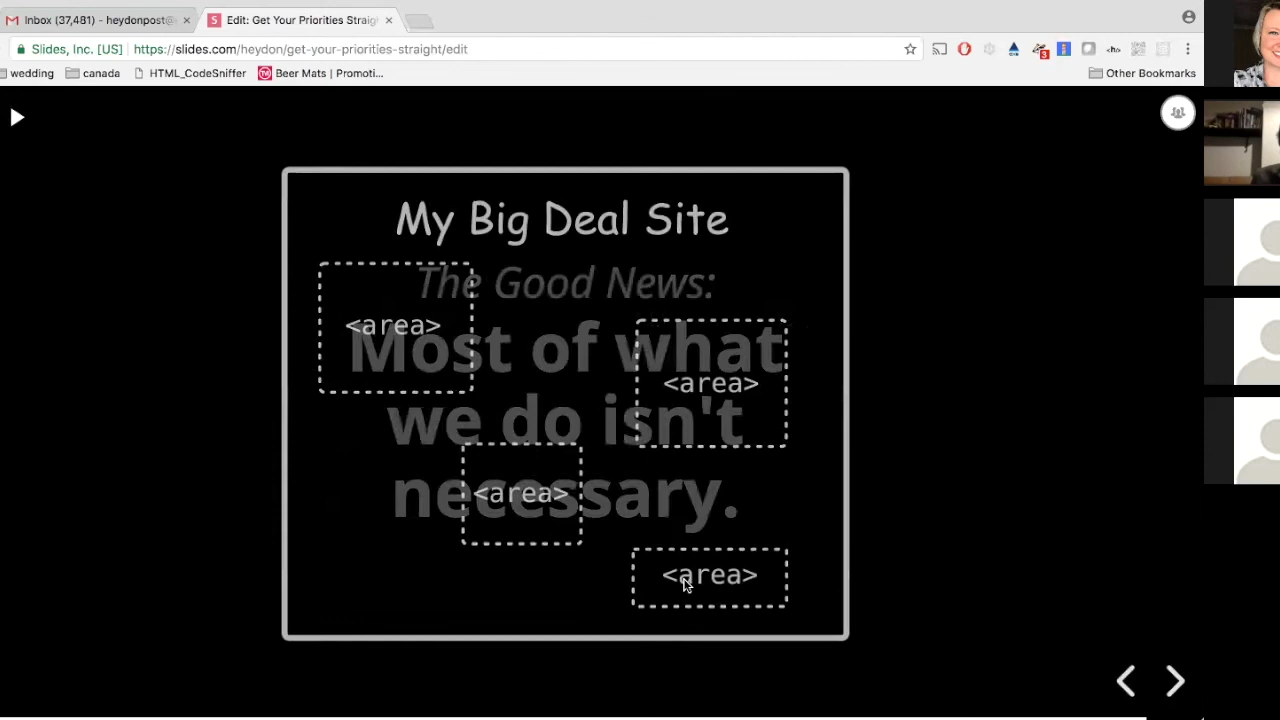 Inbox (37,481) - heydonpost@
Edit: Get Your Priorities Straigh
Slides, Inc. [US]
https://slides.com/heydon/get-your-priorities-straight/edit
wedding
canada
HTML_CodeSniffer
Beer Mats | Promoti...
Other Bookmarks
My Big Deal Site
The Good News:
<area>
Most of what
<area>
we do isn't
<area>
necessary.
<area>